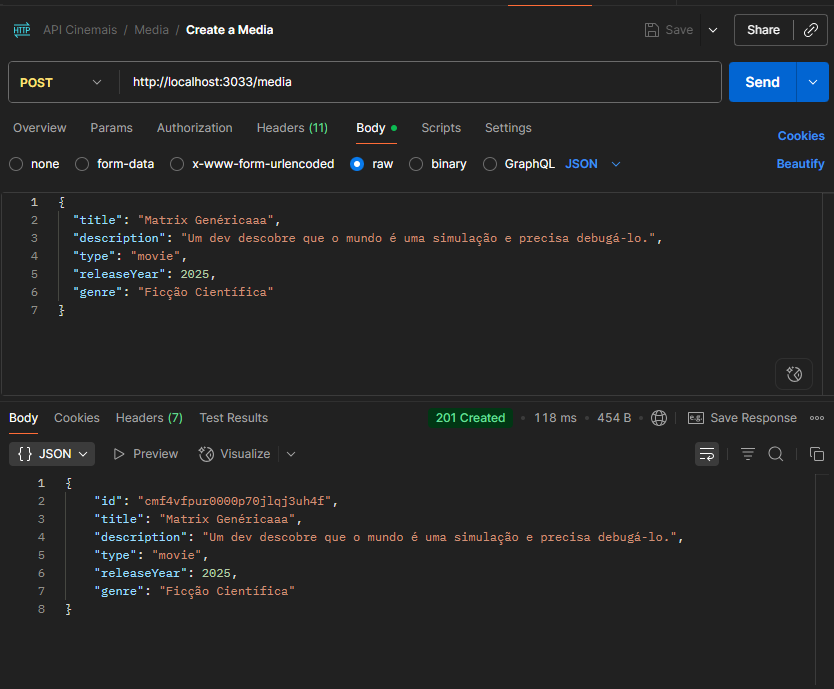 HTTP API Cinemais / Media / Create a Media Save Share
POST http://localhost:3033/media Send
Overview Params Authorization Headers (11) Body Scripts Settings Cookies
none form-data x-www-form-urlencoded raw binary GraphQL JSON Beautify
1 {
2 "title": "Matrix Genéricaaa",
3 "description": "Um dev descobre que o mundo é uma simulação e precisa debugá-lo.",
4 "type": "movie",
5 "releaseYear": 2025,
6 "genre": "Ficção Científica"
7 }
Body Cookies Headers (7) Test Results 201 Created 118 ms 454 B e.g. Save Response
{} JSON Preview Visualize
1 {
2 "id": "cmf4vfpur0000p70jlqj3uh4f",
3 "title": "Matrix Genéricaaa",
4 "description": "Um dev descobre que o mundo é uma simulação e precisa debugá-lo.",
5 "type": "movie",
6 "releaseYear": 2025,
7 "genre": "Ficção Científica"
8 }